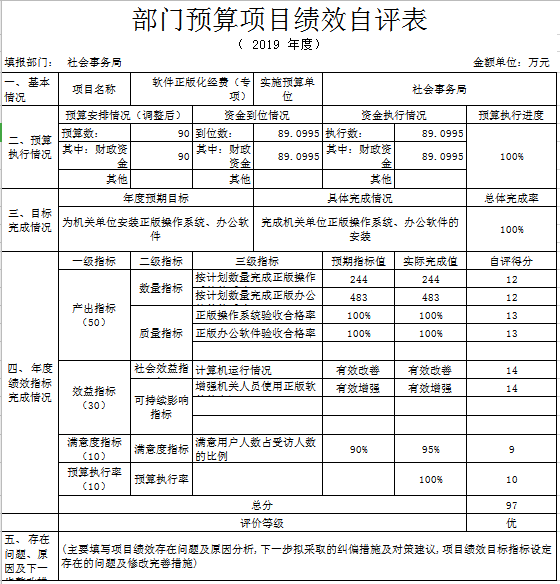 部门预算项目绩效自评表
（ 2019 年度）
填报部门： 社会事务局 金额单位：万元
一、基本情况 项目名称 软件正版化经费（专项） 实施预算单位 社会事务局
二、预算执行情况 预算安排情况（调整后） 资金到位情况 资金执行情况 预算执行进度
预算数： 90 到位数： 89.0995 执行数： 89.0995 100%
其中：财政资金 90 其中：财政资金 89.0995 其中：财政资金 89.0995
其他 其他 其他
三、目标完成情况 年度预期目标 具体完成情况 总体完成率
为机关单位安装正版操作系统、办公软件 完成机关单位正版操作系统、办公软件的安装 100%
四、年度绩效指标完成情况 一级指标 二级指标 三级指标 预期指标值 实际完成值 自评得分
产出指标（50） 数量指标 按计划数量完成正版操作 244 244 12
按计划数量完成正版办公 483 483 12
质量指标 正版操作系统验收合格率 100% 100% 13
正版办公软件验收合格率 100% 100% 13
效益指标（30） 社会效益指 计算机运行情况 有效改善 有效改善 14
可持续影响指标 增强机关人员使用正版软 有效增强 有效增强 14
满意度指标（10） 满意度指标 满意用户人数占受访人数的比例 90% 95% 9
预算执行率（10） 预算执行率 100% 10
总分 97
评价等级 优
五、存在问题、原因及下一 (主要填写项目绩效存在问题及原因分析,下一步拟采取的纠偏措施及对策建议,项目绩效目标指标设定存在的问题及修改完善措施)